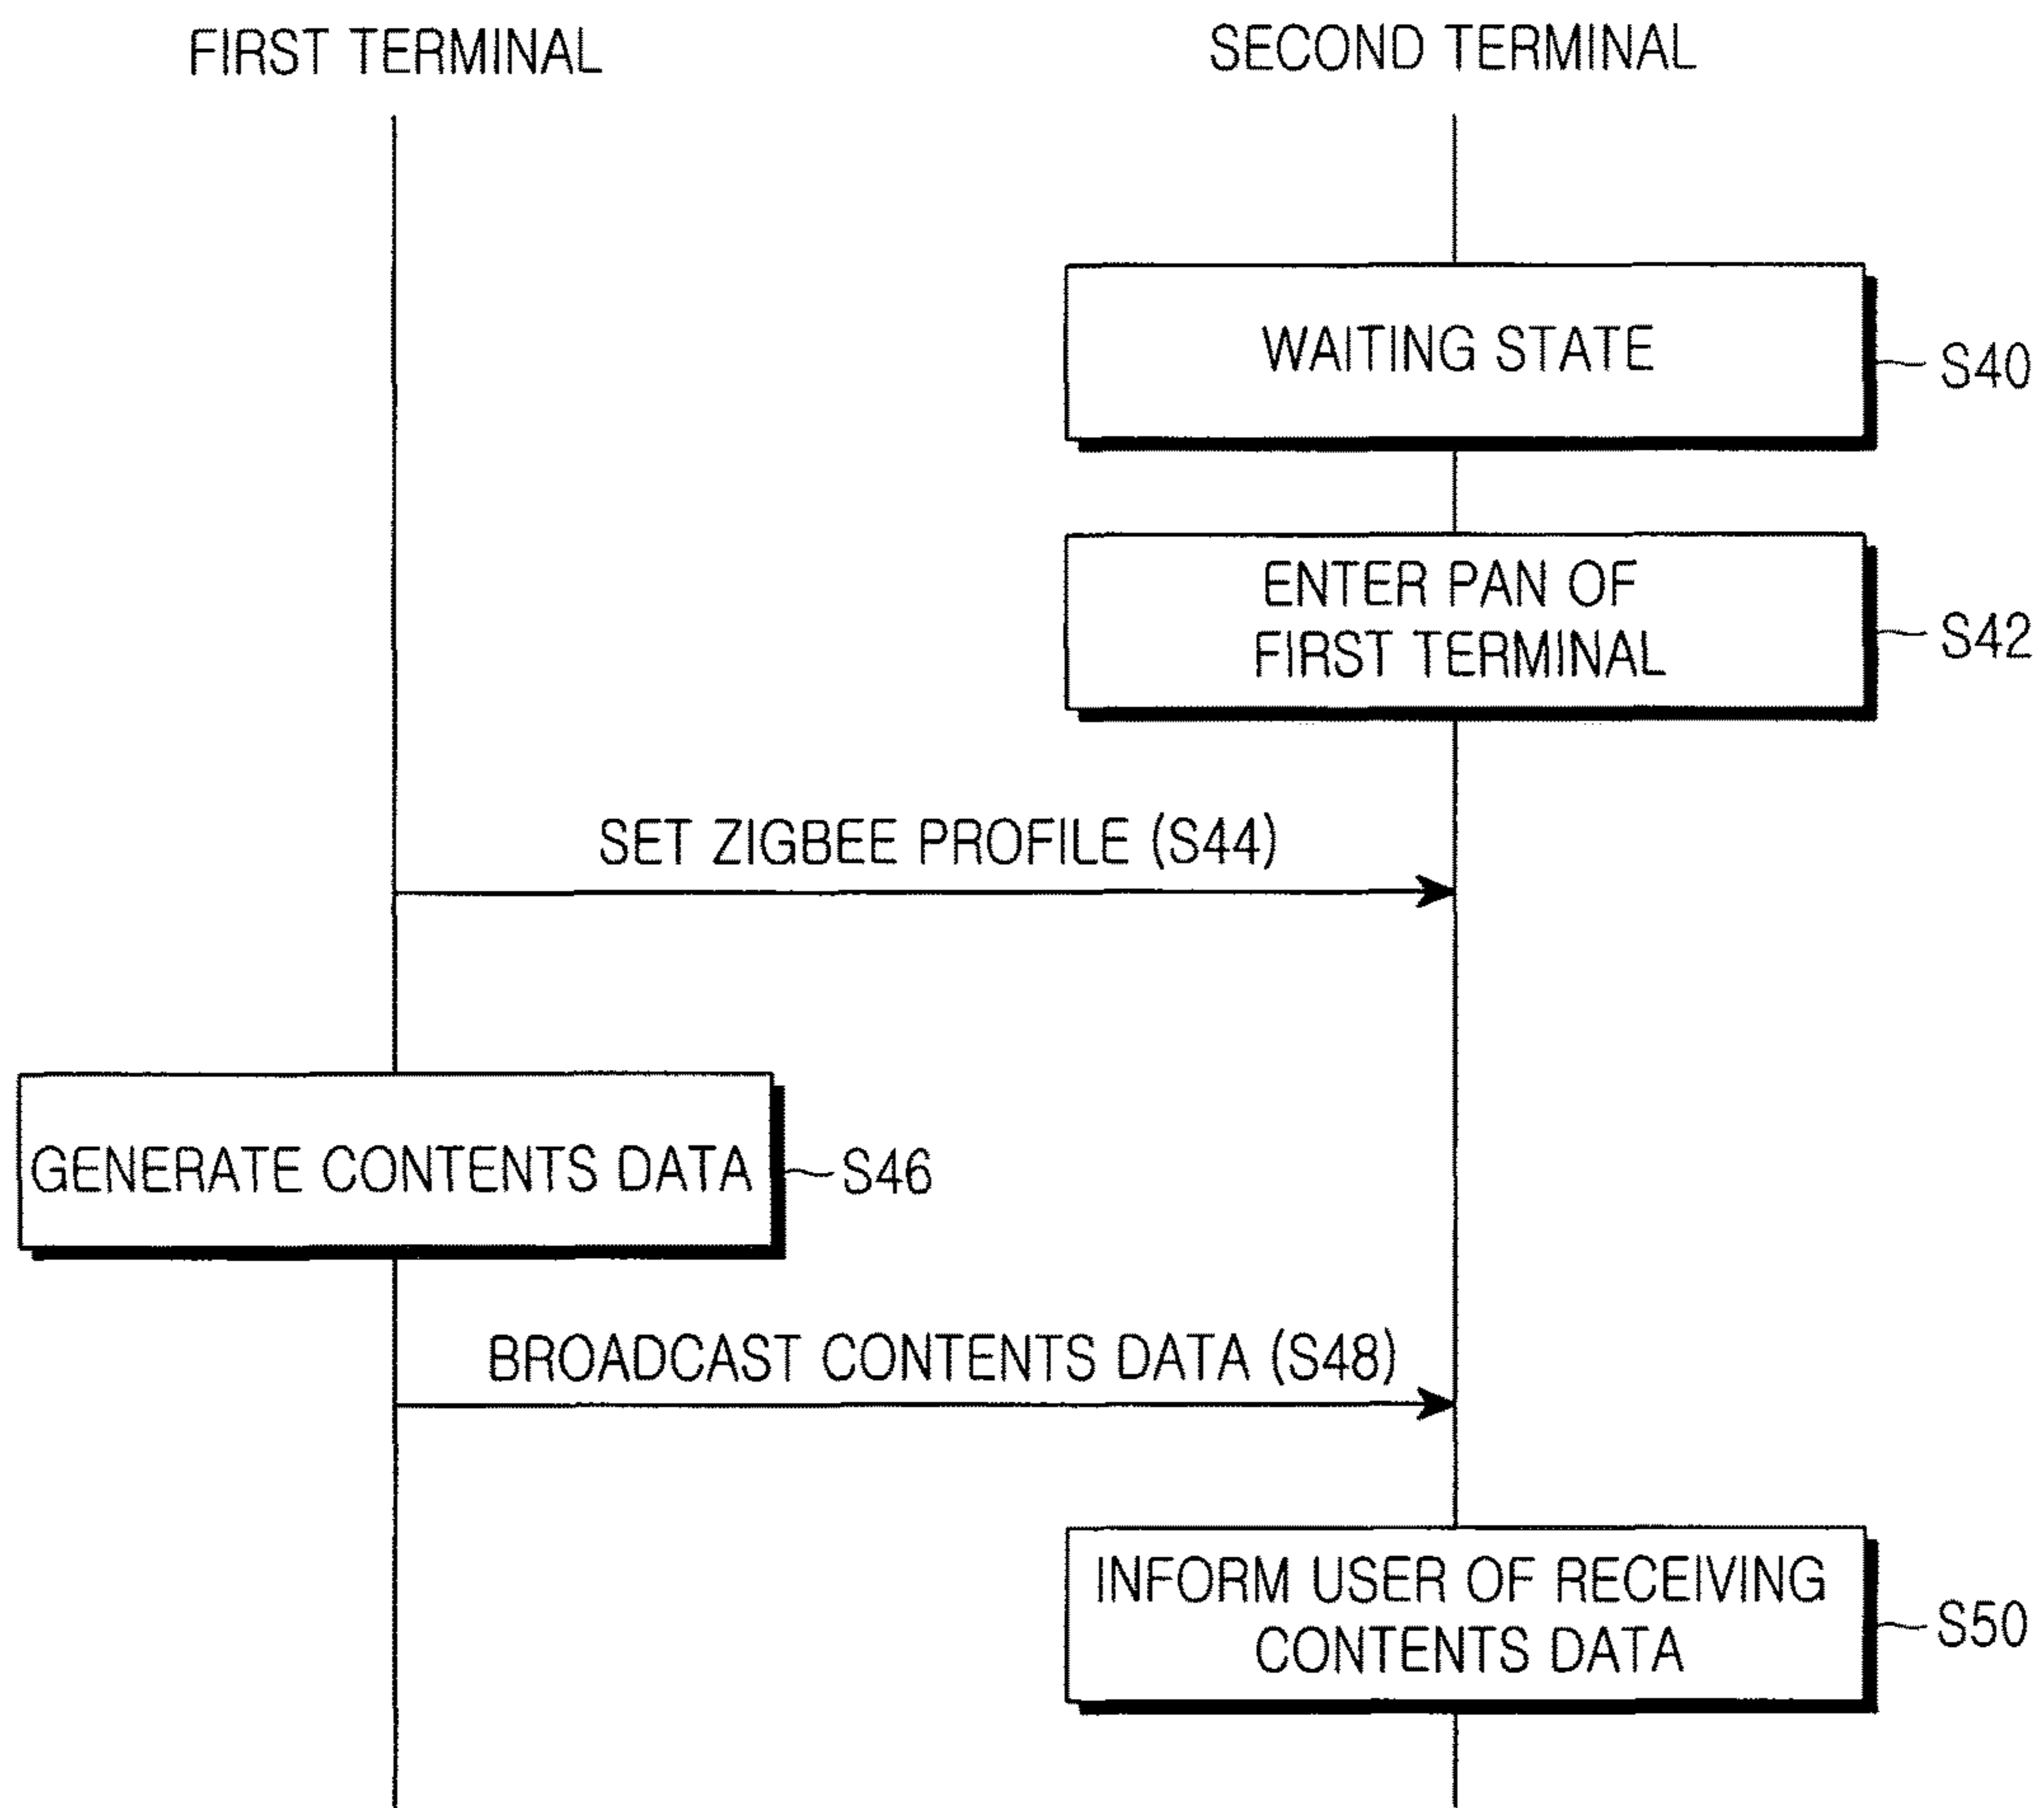 FIRST TERMINAL
SECOND TERMINAL
WAITING STATE
S40
ENTER PAN OF
FIRST TERMINAL
S42
SET ZIGBEE PROFILE (S44)
GENERATE CONTENTS DATA
S46
BROADCAST CONTENTS DATA (S48)
INFORM USER OF RECEIVING
CONTENTS DATA
S50